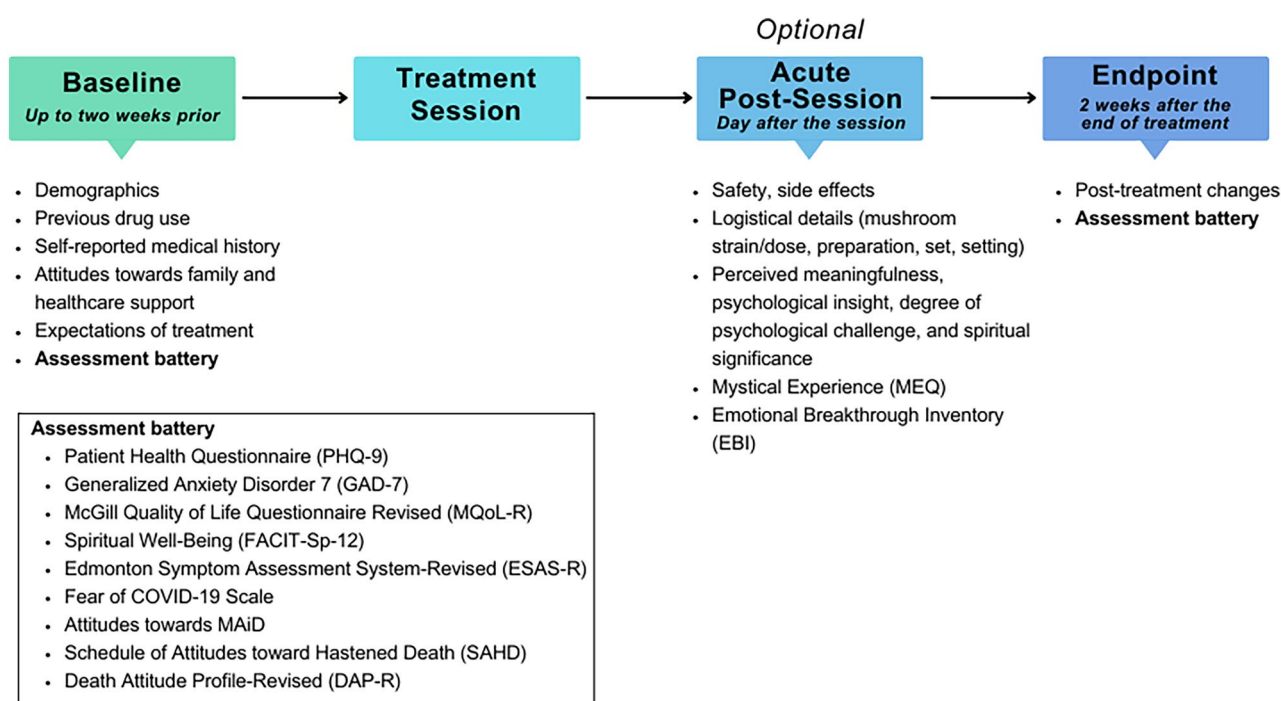 Optional
Baseline
Up to two weeks prior
Treatment
Session
Acute
Post-Session
Day after the session
Endpoint
2 weeks after the
end of treatment
• Demographics
• Previous drug use
• Self-reported medical history
• Attitudes towards family and
healthcare support
• Expectations of treatment
• Assessment battery
• Safety, side effects
• Logistical details (mushroom
strain/dose, preparation, set, setting)
• Perceived meaningfulness,
psychological insight, degree of
psychological challenge, and spiritual
significance
• Mystical Experience (MEQ)
• Emotional Breakthrough Inventory
(EBI)
• Post-treatment changes
• Assessment battery
Assessment battery
• Patient Health Questionnaire (PHQ-9)
• Generalized Anxiety Disorder 7 (GAD-7)
• McGill Quality of Life Questionnaire Revised (MQoL-R)
• Spiritual Well-Being (FACIT-Sp-12)
• Edmonton Symptom Assessment System-Revised (ESAS-R)
• Fear of COVID-19 Scale
• Attitudes towards MAiD
• Schedule of Attitudes toward Hastened Death (SAHD)
• Death Attitude Profile-Revised (DAP-R)